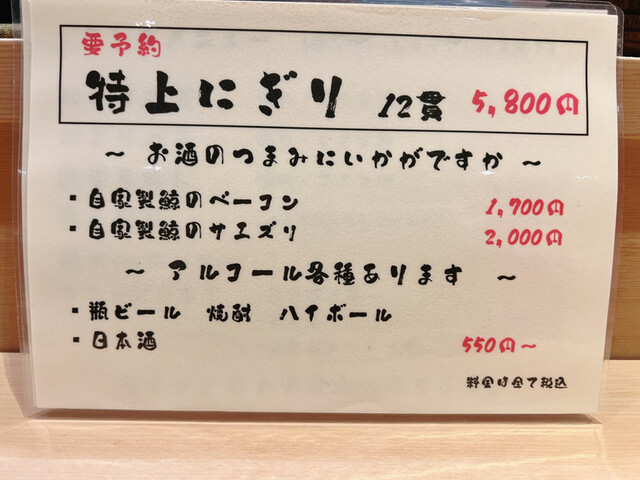 要予約
特上にぎり 12貫 5,800円
～ お酒のつまみにいかがですか ～
・自家製鯨のベーコン 1,700円
・自家製鯨のサエズリ 2,000円
～ アルコール各種あります ～
・瓶ビール 焼酎 ハイボール
・日本酒 550円～
料金は全て税込